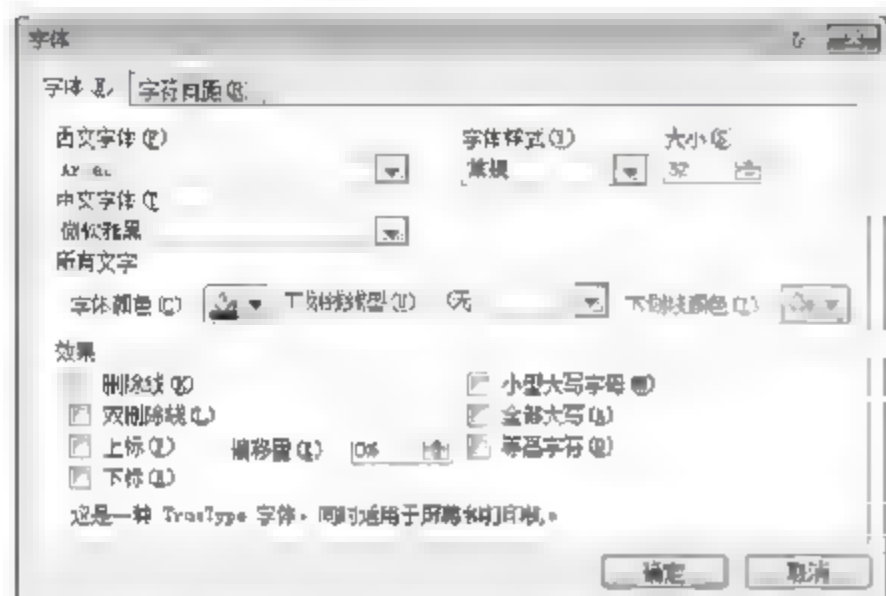 字体
字体(N) 字符间距(R)
西文字体(F) 字体样式(Y) 大小(S)
常规 32
中文字体(T)
微软雅黑
所有文字
字体颜色(C) 下划线线型(U) (无) 下划线颜色(I)
效果
删除线(K) 小型大写字母(M)
双删除线(L) 全部大写(A)
上标(P) 偏移量(E) 0% 等高字符(Q)
下标(B)
这是一种 TrueType 字体,同时适用于屏幕和打印机。
确定 取消